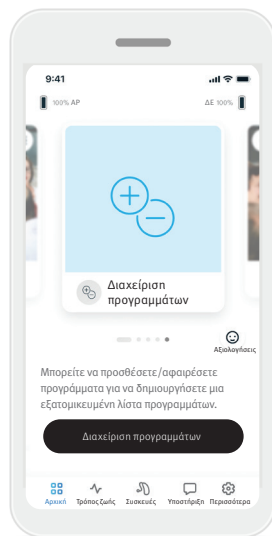 9:41
100% ΑΡ
ΔΕ 100%
Διαχείριση
προγραμμάτων
Αξιολογήσεις
Μπορείτε να προσθέσετε/αφαιρέσετε
προγράμματα για να δημιουργήσετε μια
εξατομικευμένη λίστα προγραμμάτων.
Διαχείριση προγραμμάτων
Αρχική Τρόπος ζωής Συσκευές Υποστήριξη Περισσότερα